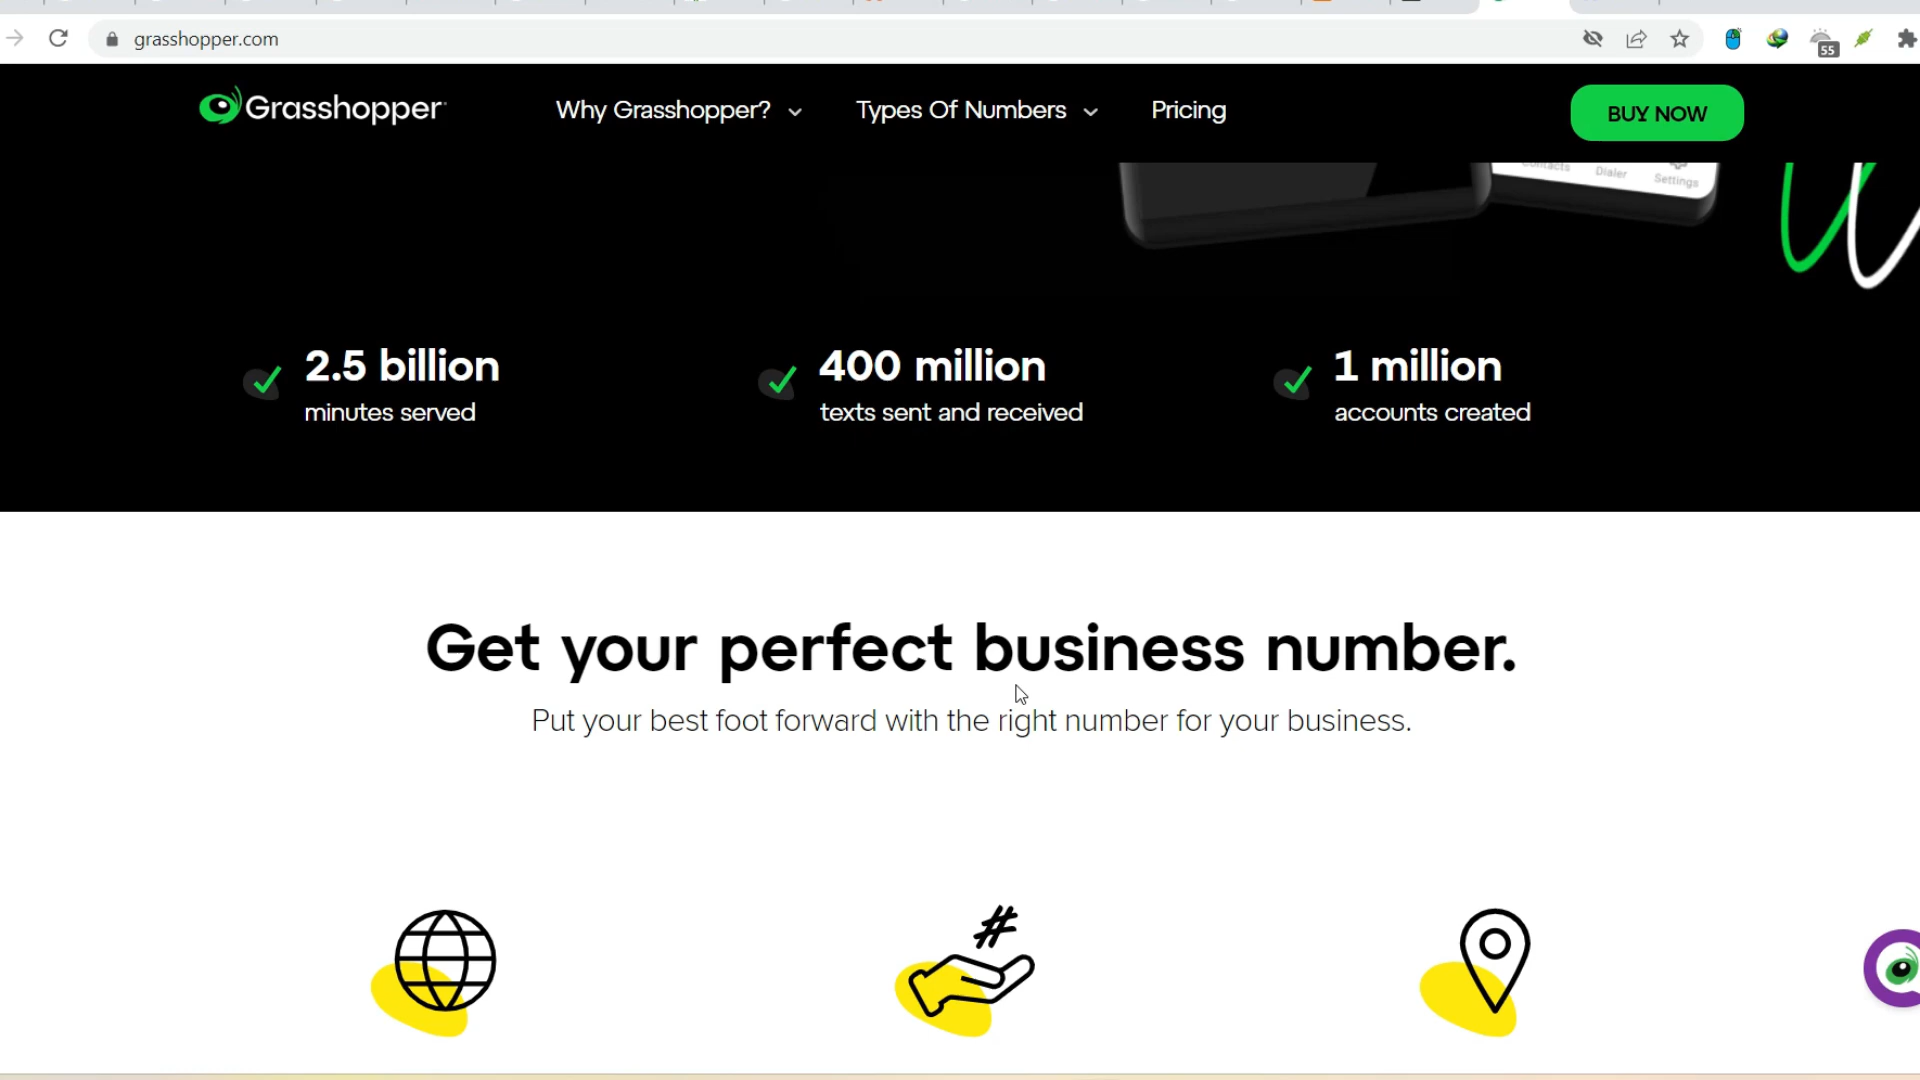 grasshopper.com
55
Grasshopper
Why Grasshopper?
Types Of Numbers
Pricing
BUY NOW
Contacts
Dialer
Settings
2.5 billion
minutes served
400 million
texts sent and received
1 million
accounts created
Get your perfect business number.
Put your best foot forward with the right number for your business.
#